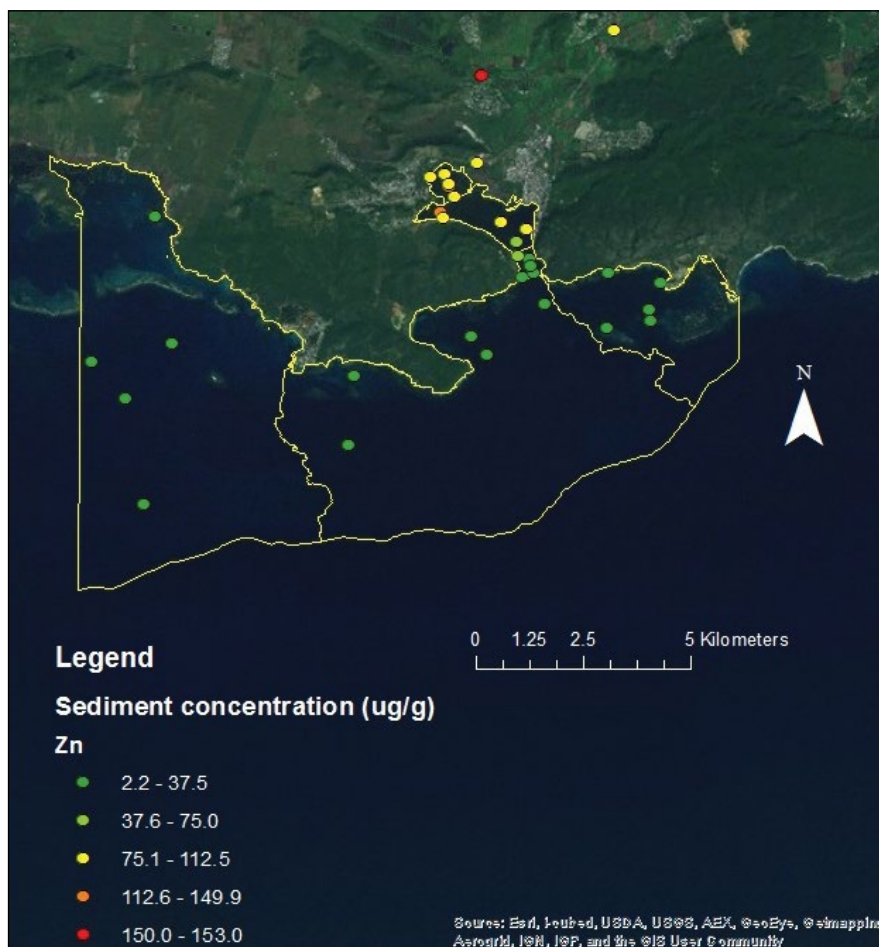 N
0 1.25 2.5 5 Kilometers
Legend
Sediment concentration (ug/g)
Zn
2.2 - 37.5
37.6 - 75.0
75.1 - 112.5
112.6 - 149.9
150.0 - 153.0
Source: Esri, USDA, USGS, AEX, GeoEye,
Aerogrid, IGN, IGP, and the GIS User Community